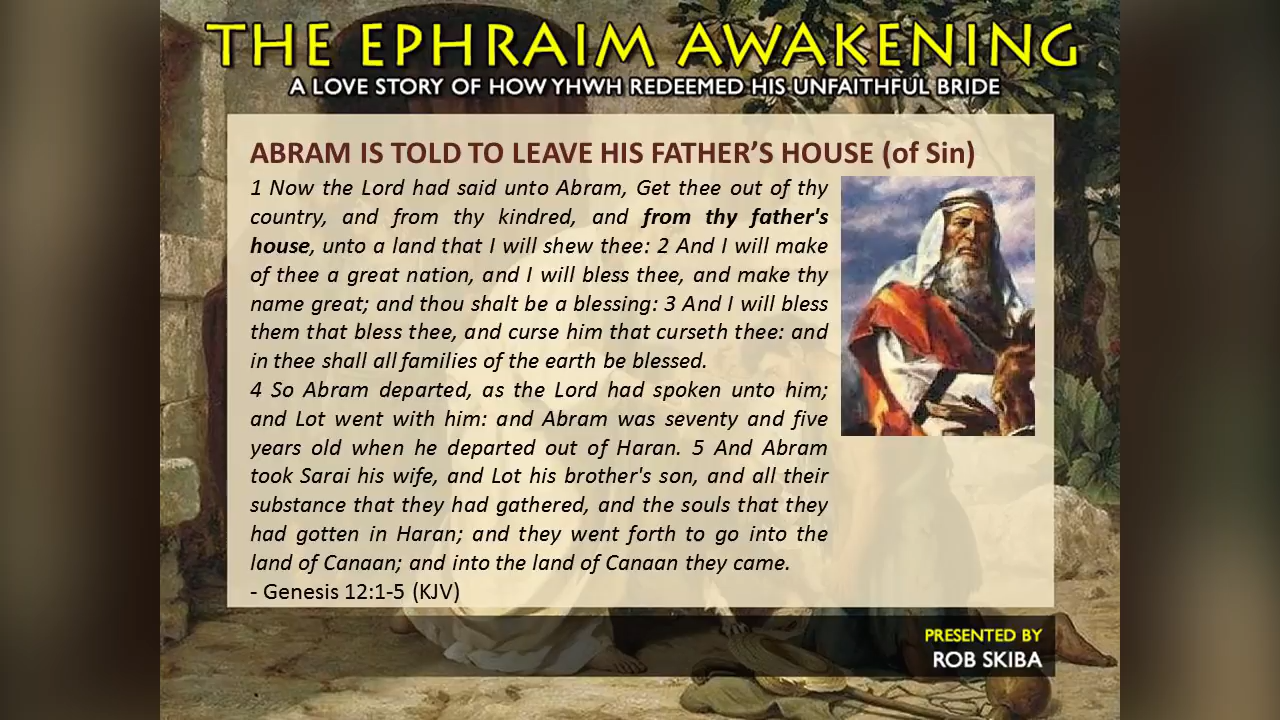 THE EPHRAIM AWAKENING
A LOVE STORY OF HOW YHWH REDEEMED HIS UNFAITHFUL BRIDE
ABRAM IS TOLD TO LEAVE HIS FATHER'S HOUSE (of Sin)
1 Now the Lord had said unto Abram, Get thee out of thy
country, and from thy kindred, and from thy father's
house, unto a land that I will shew thee: 2 And I will make
of thee a great nation, and I will bless thee, and make thy
name great; and thou shalt be a blessing: 3 And I will bless
them that bless thee, and curse him that curseth thee: and
in thee shall all families of the earth be blessed.
4 So Abram departed, as the Lord had spoken unto him;
and Lot went with him: and Abram was seventy and five
years old when he departed out of Haran. 5 And Abram
took Sarai his wife, and Lot his brother's son, and all their
substance that they had gathered, and the souls that they
had gotten in Haran; and they went forth to go into the
land of Canaan; and into the land of Canaan they came.
- Genesis 12:1-5 (KJV)
PRESENTED BY
ROB SKIBA